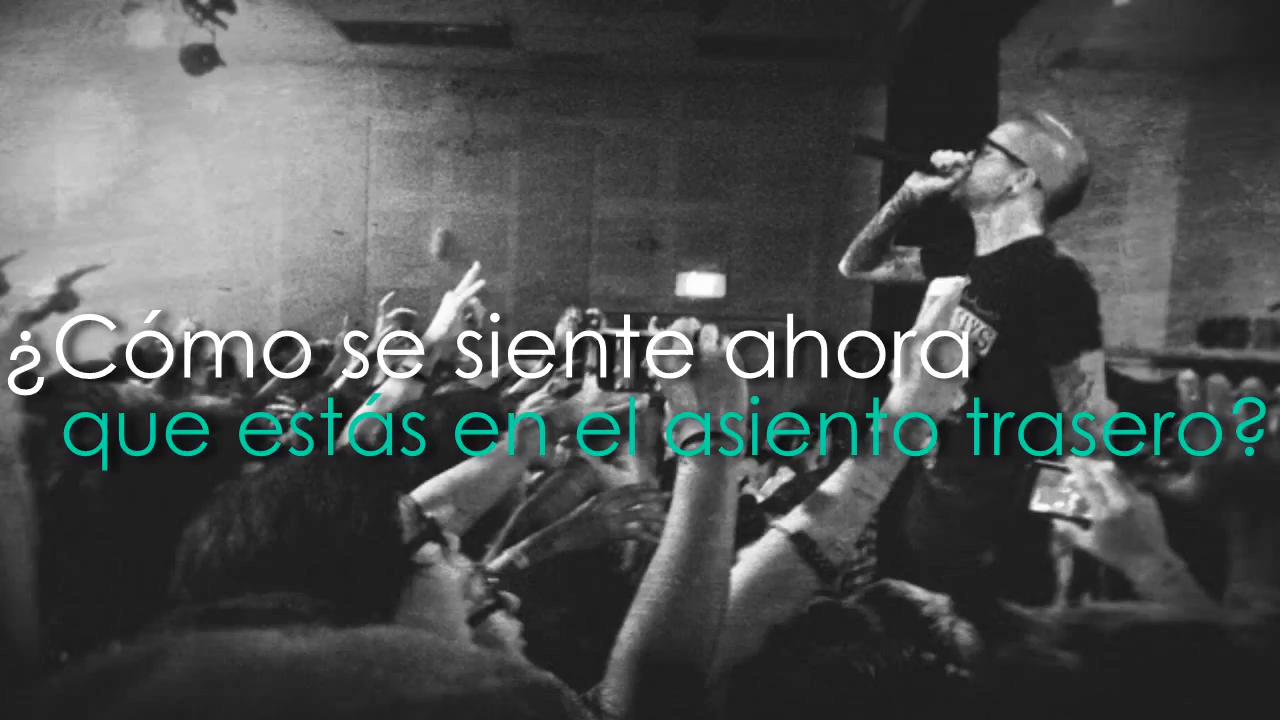 ¿Cómo se siente ahora
que estás en el asiento trasero?